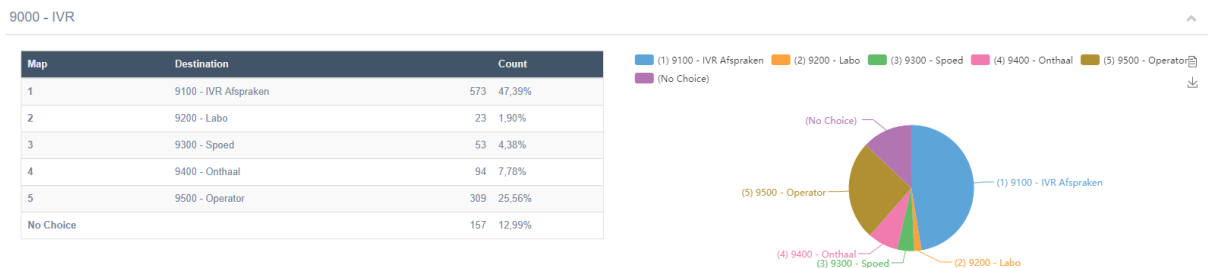 9000 - IVR
Map Destination Count
1 9100 - IVR Afspraken 573 47,39%
2 9200 - Labo 23 1,90%
3 9300 - Spoed 53 4,38%
4 9400 - Onthaal 94 7,78%
5 9500 - Operator 309 25,56%
No Choice 157 12,99%
(1) 9100 - IVR Afspraken (2) 9200 - Labo (3) 9300 - Spoed (4) 9400 - Onthaal (5) 9500 - Operator
(No Choice)
(No Choice)
(1) 9100 - IVR Afspraken
(5) 9500 - Operator
(4) 9400 - Onthaal
(3) 9300 - Spoed
(2) 9200 - Labo